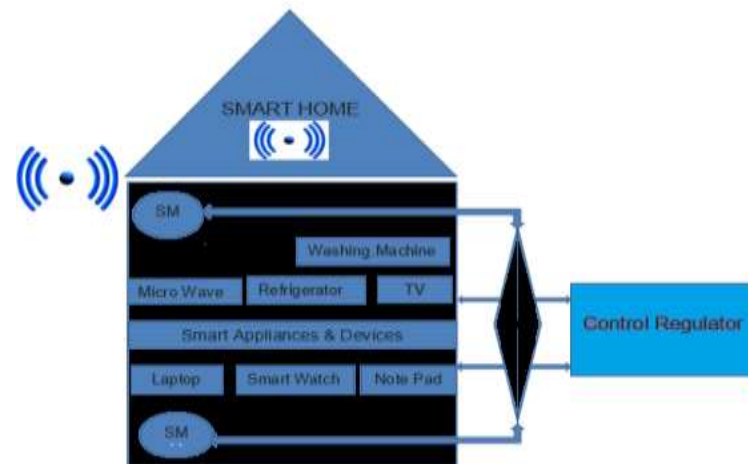 SMART HOME
SM
Washing.Machine
Micro Wave
Refrigerator
TV
Control Regulator
Smart Appliances & Devices
Laptop
Smart Watch
Note Pad
SM